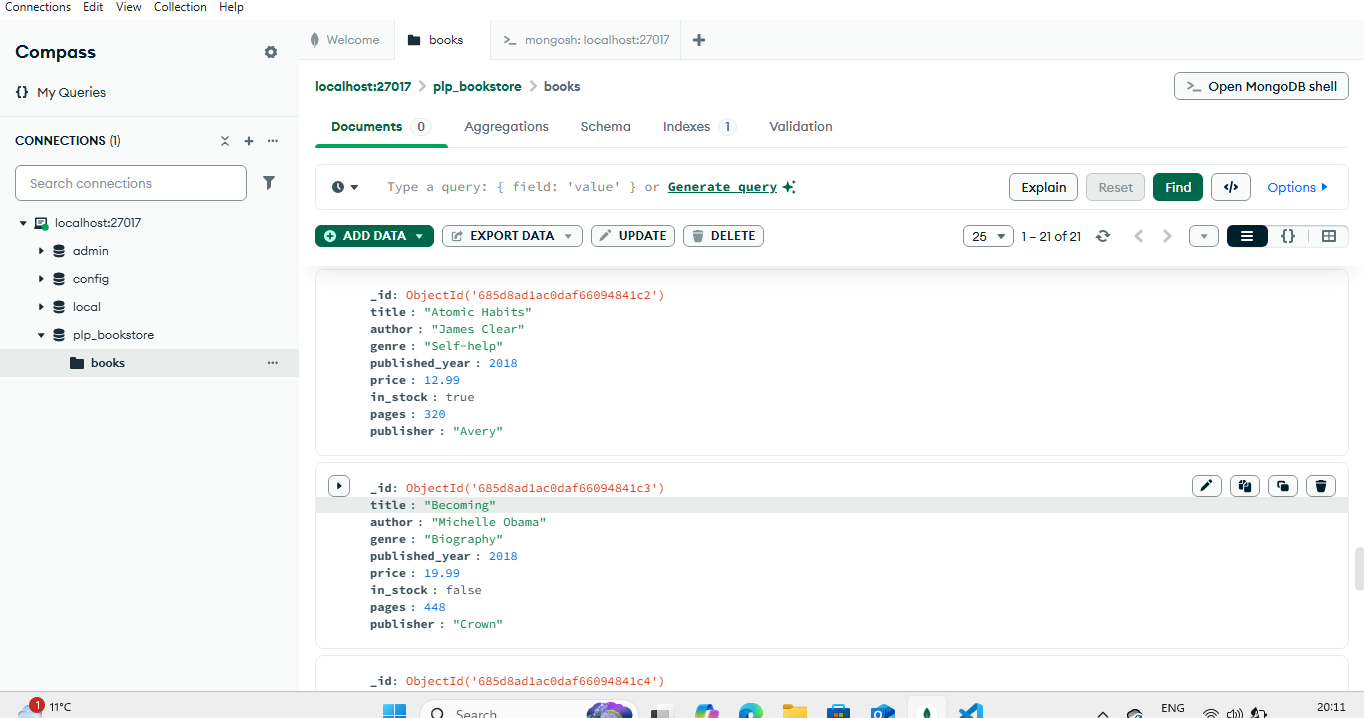 Connections Edit View Collection Help
Compass
Welcome
books
>_ mongosh: localhost:27017
+
{} My Queries
localhost:27017 > plp_bookstore > books
>_ Open MongoDB shell
Documents 0
Aggregations
Schema
Indexes 1
Validation
CONNECTIONS (1)
Search connections
Type a query: { field: 'value' } or Generate query
Explain
Reset
Find
</>
Options
localhost:27017
admin
config
local
plp_bookstore
books
ADD DATA
EXPORT DATA
UPDATE
DELETE
25
1 – 21 of 21
{}
_id: ObjectId('685d8ad1ac0daf66094841c2')
title : "Atomic Habits"
author : "James Clear"
genre : "Self-help"
published_year : 2018
price : 12.99
in_stock : true
pages : 320
publisher : "Avery"
_id: ObjectId('685d8ad1ac0daf66094841c3')
title : "Becoming"
author : "Michelle Obama"
genre : "Biography"
published_year : 2018
price : 19.99
in_stock : false
pages : 448
publisher : "Crown"
_id: ObjectId('685d8ad1ac0daf66094841c4')
1
11°C
Search
ENG
20:11